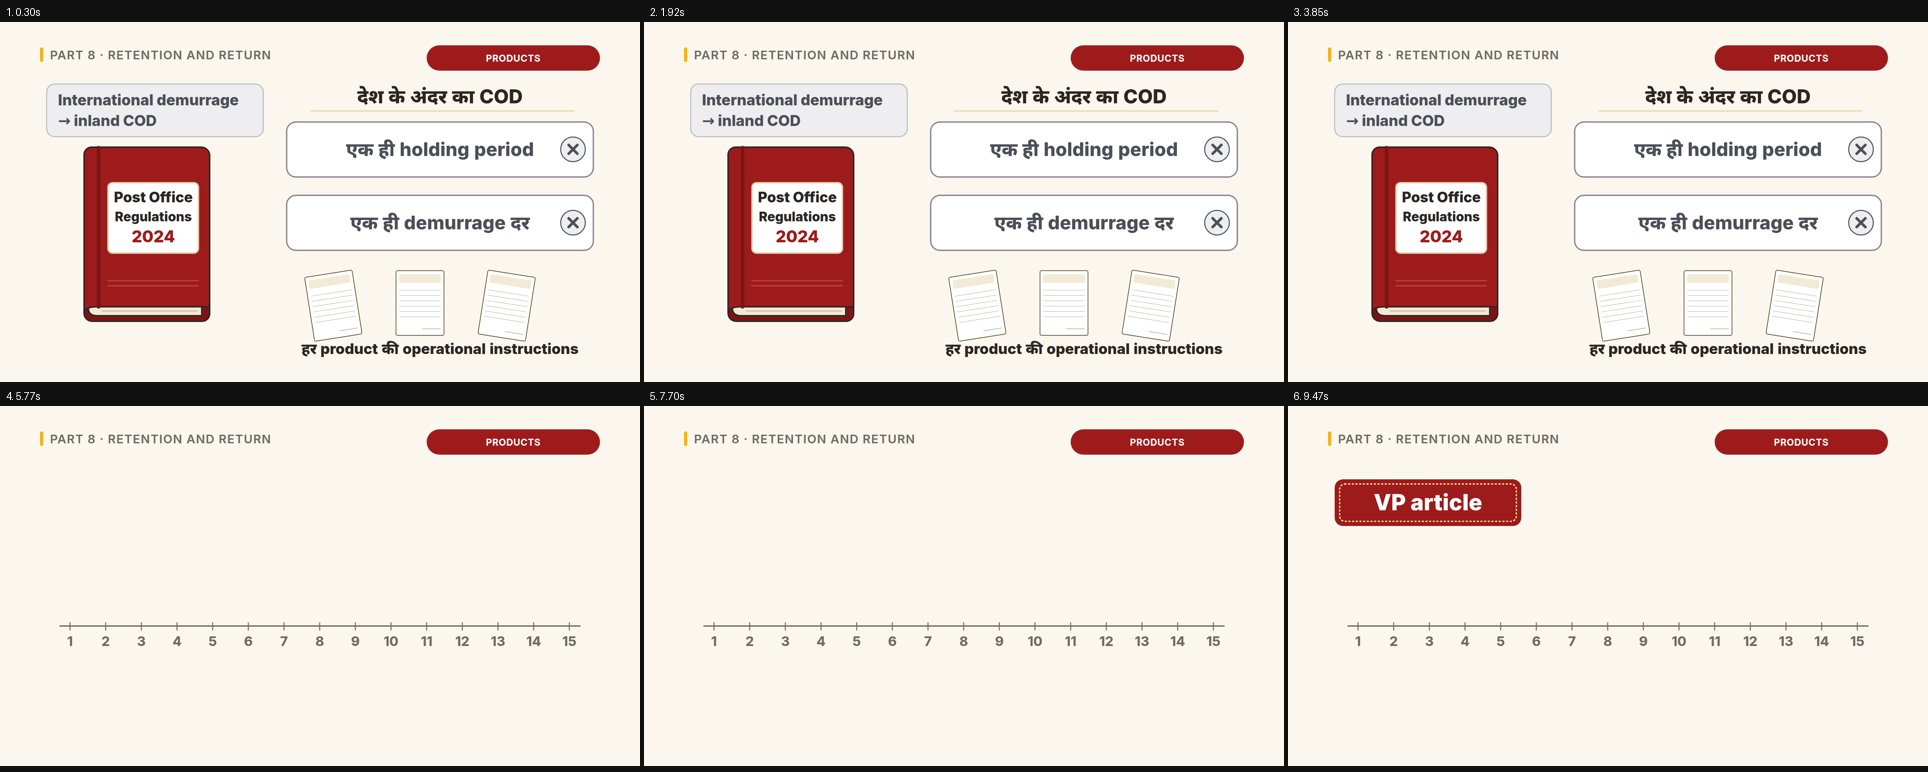 1. 0.30s
PART 8 · RETENTION AND RETURN
PRODUCTS
International demurrage
→ inland COD
Post Office
Regulations
2024
देश के अंदर का COD
एक ही holding period
एक ही demurrage दर
हर product की operational instructions
2. 1.92s
PART 8 · RETENTION AND RETURN
PRODUCTS
International demurrage
→ inland COD
Post Office
Regulations
2024
देश के अंदर का COD
एक ही holding period
एक ही demurrage दर
हर product की operational instructions
3. 3.85s
PART 8 · RETENTION AND RETURN
PRODUCTS
International demurrage
→ inland COD
Post Office
Regulations
2024
देश के अंदर का COD
एक ही holding period
एक ही demurrage दर
हर product की operational instructions
4. 5.77s
PART 8 · RETENTION AND RETURN
PRODUCTS
1 2 3 4 5 6 7 8 9 10 11 12 13 14 15
5. 7.70s
PART 8 · RETENTION AND RETURN
PRODUCTS
1 2 3 4 5 6 7 8 9 10 11 12 13 14 15
6. 9.47s
PART 8 · RETENTION AND RETURN
PRODUCTS
VP article
1 2 3 4 5 6 7 8 9 10 11 12 13 14 15